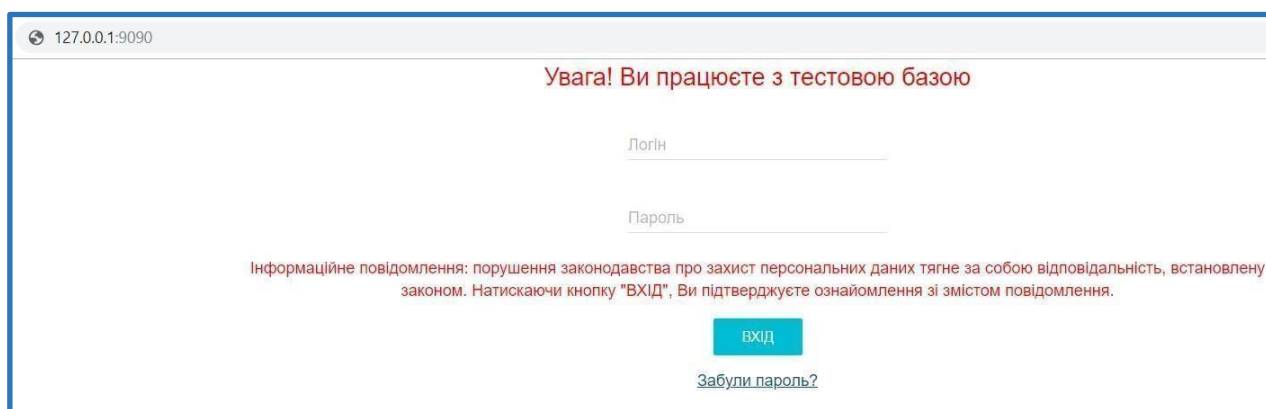 127.0.0.1:9090
Увага! Ви працюєте з тестовою базою
Логін
Пароль
Інформаційне повідомлення: порушення законодавства про захист персональних даних тягне за собою відповідальність, встановлену
законом. Натискаючи кнопку "ВХІД", Ви підтверджуєте ознайомлення зі змістом повідомлення.
ВХІД
Забули пароль?